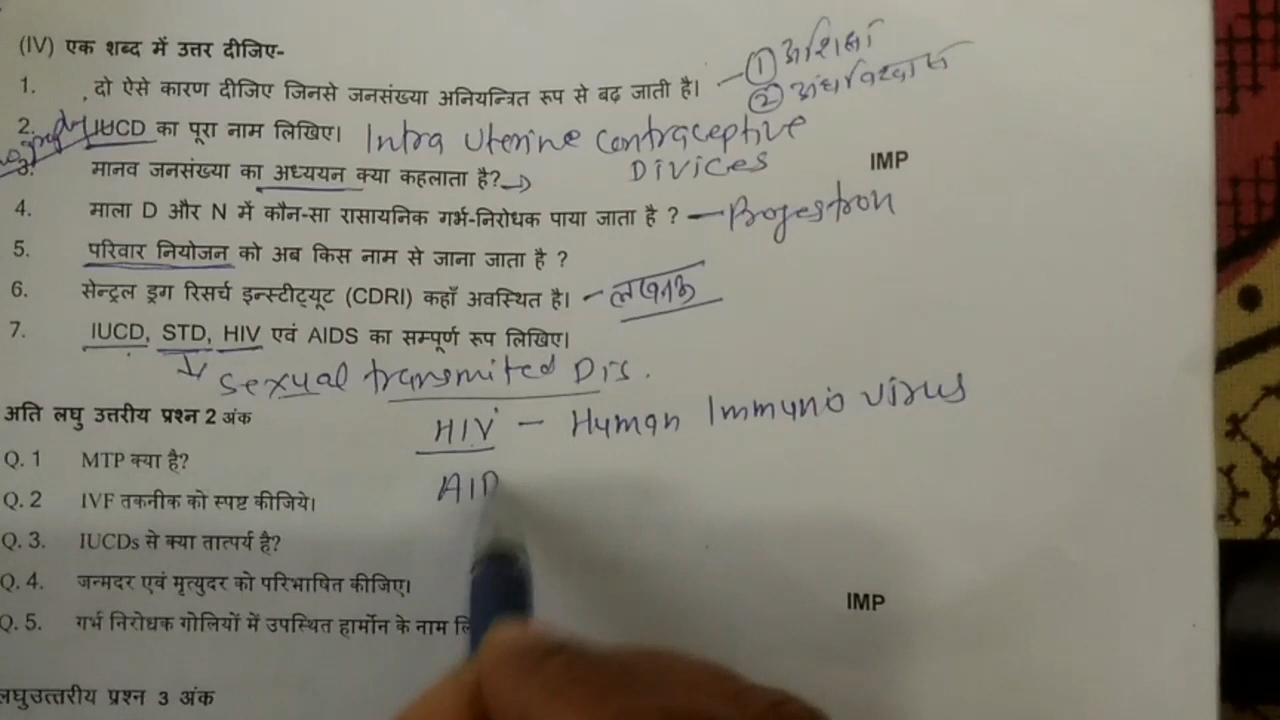 (IV) एक शब्द में उत्तर दीजिए-
1. दो ऐसे कारण दीजिए जिनसे जनसंख्या अनियन्त्रित रूप से बढ़ जाती है। - ① अशिक्षा
② अंधविश्वास
2. IUCD का पूरा नाम लिखिए। Intra Uterine contraceptive
DiVices
IMP
3. मानव जनसंख्या का अध्ययन क्या कहलाता है? →
4. माला D और N में कौन-सा रासायनिक गर्भ-निरोधक पाया जाता है ? - Progestron
5. परिवार नियोजन को अब किस नाम से जाना जाता है ?
6. सेन्ट्रल ड्रग रिसर्च इन्स्टीट्यूट (CDRI) कहाँ अवस्थित है। - लखनऊ
7. IUCD, STD, HIV एवं AIDS का सम्पूर्ण रूप लिखिए।
Sexual transmited Dis.
अति लघु उत्तरीय प्रश्न 2 अंक
HIV - Human Immuno virus
Q. 1 MTP क्या है?
AID
Q.2 IVF तकनीक को स्पष्ट कीजिये।
Q. 3. IUCDs से क्या तात्पर्य है?
Q. 4. जन्मदर एवं मृत्युदर को परिभाषित कीजिए।
IMP
Q. 5. गर्भ निरोधक गोलियों में उपस्थित हार्मोन के नाम
लघुउत्तरीय प्रश्न 3 अंक